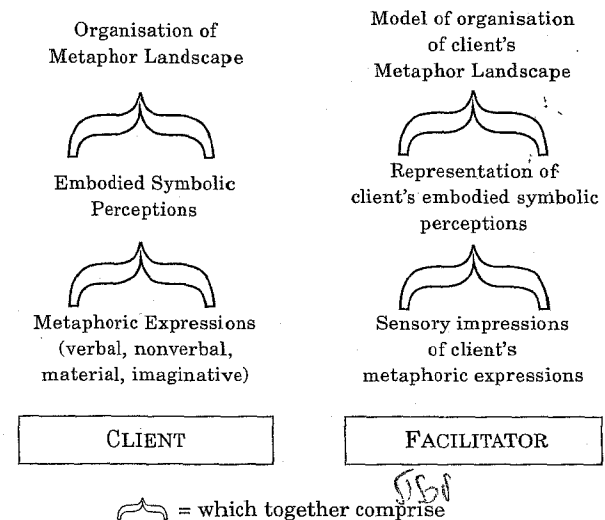 Organisation of
Metaphor Landscape
Embodied Symbolic
Perceptions
Metaphoric Expressions
(verbal, nonverbal,
material, imaginative)
CLIENT
Model of organisation
of client's
Metaphor Landscape
Representation of
client's embodied symbolic
perceptions
Sensory impressions
of client's
metaphoric expressions
FACILITATOR
= which together comprise